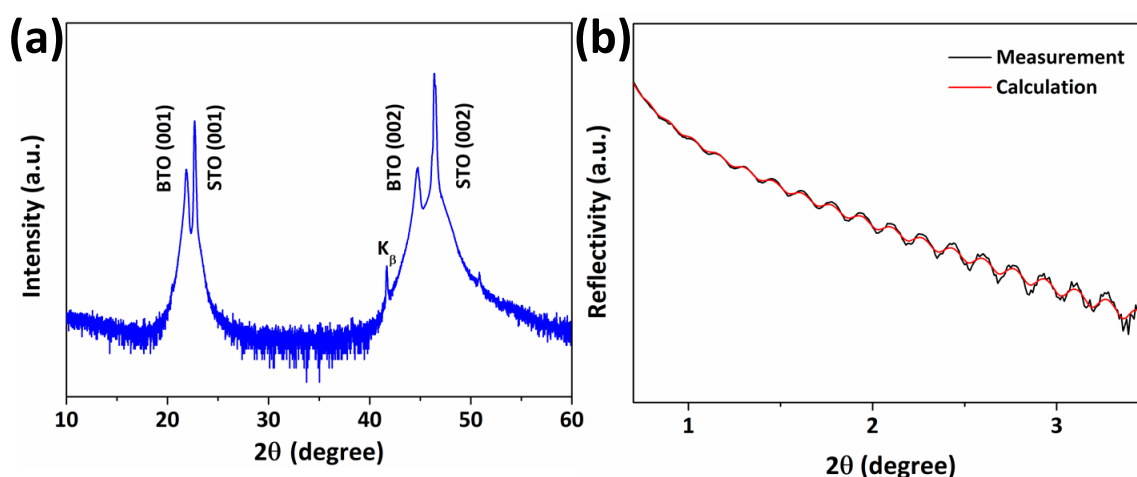 (a)
Intensity (a.u.)
BTO (001)
STO (001)
BTO (002)
STO (002)
Kβ
10 20 30 40 50 60
2θ (degree)
(b)
Reflectivity (a.u.)
Measurement
Calculation
1 2 3
2θ (degree)